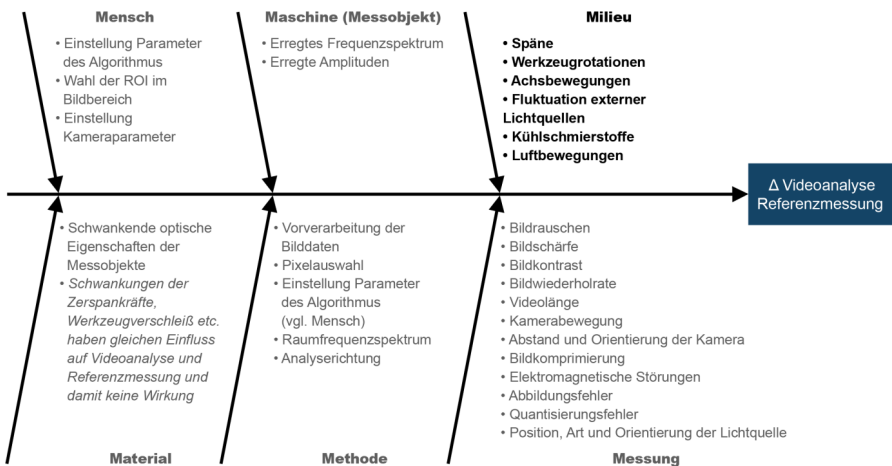 Mensch
• Einstellung Parameter
des Algorithmus
• Wahl der ROI im
Bildbereich
• Einstellung
Kameraparameter
Maschine (Messobjekt)
• Erregtes Frequenzspektrum
• Erregte Amplituden
Milieu
• Späne
• Werkzeugrotationen
• Achsbewegungen
• Fluktuation externer
Lichtquellen
• Kühlschmierstoffe
• Luftbewegungen
Δ Videoanalyse
Referenzmessung
• Schwankende optische
Eigenschaften der
Messobjekte
• Schwankungen der
Zerspankräfte,
Werkzeugverschleiß etc.
haben gleichen Einfluss
auf Videoanalyse und
Referenzmessung und
damit keine Wirkung
Material
• Vorverarbeitung der
Bilddaten
• Pixelauswahl
• Einstellung Parameter
des Algorithmus
(vgl. Mensch)
• Raumfrequenzspektrum
• Analyserichtung
Methode
• Bildrauschen
• Bildschärfe
• Bildkontrast
• Bildwiederholrate
• Videolänge
• Kamerabewegung
• Abstand und Orientierung der Kamera
• Bildkomprimierung
• Elektromagnetische Störungen
• Abbildungsfehler
• Quantisierungsfehler
• Position, Art und Orientierung der Lichtquelle
Messung